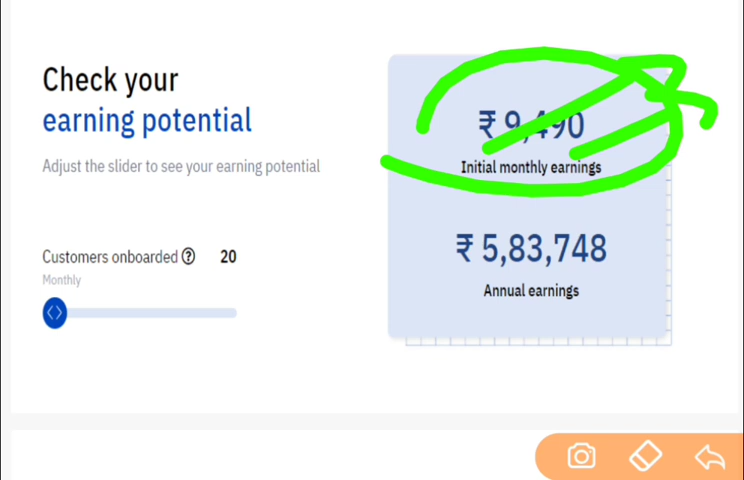 Check your
earning potential
Adjust the slider to see your earning potential
Customers onboarded ? 20
Monthly
₹ 9,490
Initial monthly earnings
₹ 5,83,748
Annual earnings